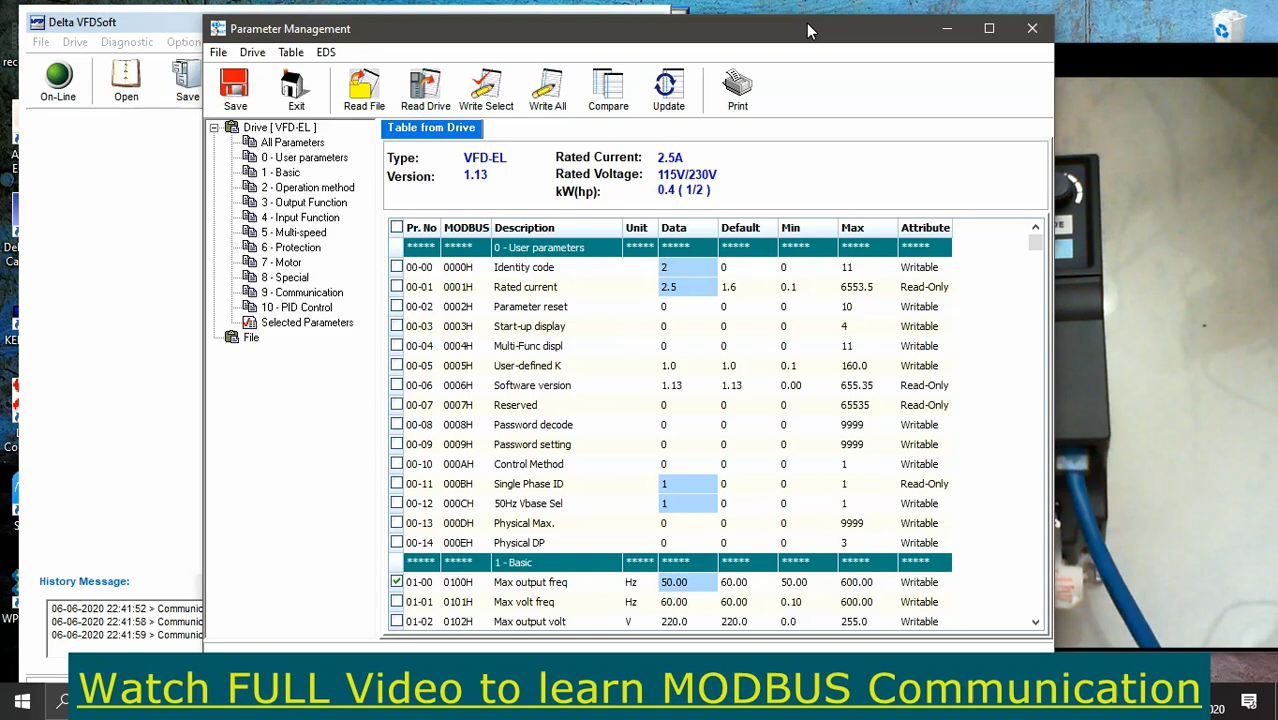 Delta VFDSoft
File Drive Diagnostic Option
On-Line Open Save
Parameter Management
File Drive Table EDS
Save Exit Read File Read Drive Write Select Write All Compare Update Print
Drive [ VFD-EL ]
All Parameters
0 - User parameters
1 - Basic
2 - Operation method
3 - Output Function
4 - Input Function
5 - Multi-speed
6 - Protection
7 - Motor
8 - Special
9 - Communication
10 - PID Control
Selected Parameters
File
Table from Drive
Type: VFD-EL Rated Current: 2.5A
Version: 1.13 Rated Voltage: 115V/230V
kW(hp): 0.4 ( 1/2 )
Pr. No MODBUS Description Unit Data Default Min Max Attribute
***** ***** 0 - User parameters ***** ***** ***** ***** ***** *****
00-00 0000H Identity code 2 0 0 11 Writable
00-01 0001H Rated current 2.5 1.6 0.1 6553.5 Read-Only
00-02 0002H Parameter reset 0 0 0 10 Writable
00-03 0003H Start-up display 0 0 0 4 Writable
00-04 0004H Multi-Func displ 0 0 0 11 Writable
00-05 0005H User-defined K 1.0 1.0 0.1 160.0 Writable
00-06 0006H Software version 1.13 1.13 0.00 655.35 Read-Only
00-07 0007H Reserved 0 0 0 65535 Read-Only
00-08 0008H Password decode 0 0 0 9999 Writable
00-09 0009H Password setting 0 0 0 9999 Writable
00-10 000AH Control Method 0 0 0 1 Writable
00-11 000BH Single Phase ID 1 0 0 1 Read-Only
00-12 000CH 50Hz Vbase Sel 1 0 0 1 Writable
00-13 000DH Physical Max. 0 0 0 9999 Writable
00-14 000EH Physical DP 0 0 0 3 Writable
***** ***** 1 - Basic ***** ***** ***** ***** ***** *****
01-00 0100H Max output freq Hz 50.00 60.00 50.00 600.00 Writable
01-01 0101H Max volt freq Hz 60.00 60.00 0.10 600.00 Writable
01-02 0102H Max output volt V 220.0 220.0 0.0 255.0 Writable
History Message:
06-06-2020 22:41:52 > Communic
06-06-2020 22:41:58 > Communic
06-06-2020 22:41:59 > Communic
Watch FULL Video to learn MODBUS Communication